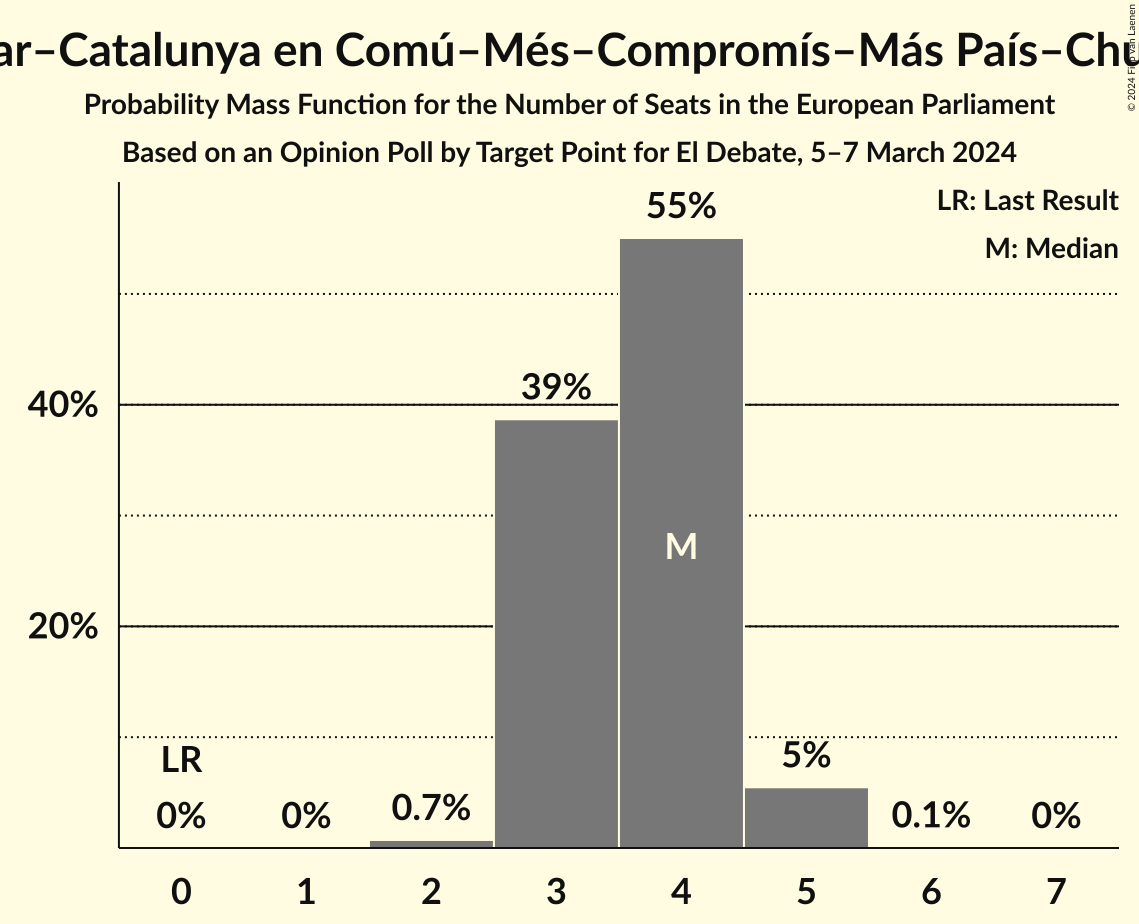 ar–Catalunya en Comú–Més–Compromís–Más País–Chu
© 2024 Filip van Laenen
Probability Mass Function for the Number of Seats in the European Parliament
Based on an Opinion Poll by Target Point for El Debate, 5–7 March 2024
LR: Last Result
M: Median
55%
39%
40%
M
20%
LR
5%
0%
0%
0.7%
0.1%
0%
0 1 2 3 4 5 6 7